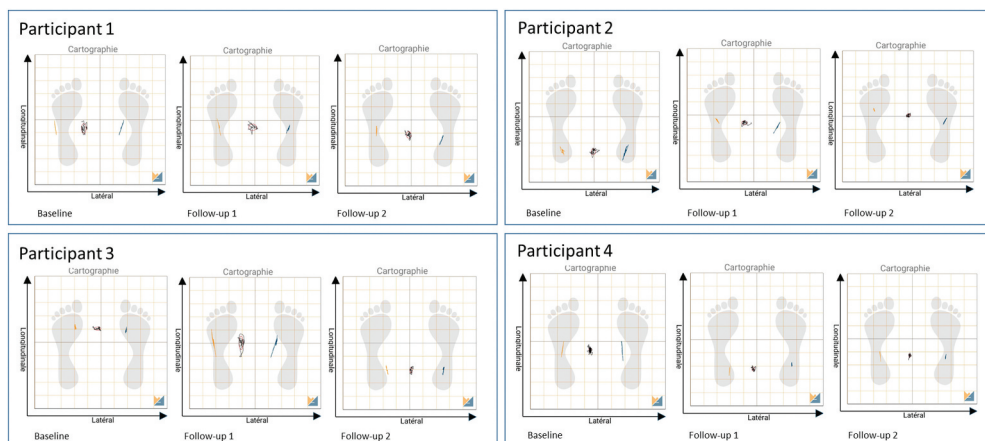 Participant 1
Cartographie
Cartographie
Cartographie
Longitudinale
Longitudinale
Longitudinale
Latéral
Latéral
Latéral
Baseline
Follow-up 1
Follow-up 2
Participant 2
Cartographie
Cartographie
Cartographie
Longitudinale
Longitudinale
Longitudinale
Latéral
Latéral
Latéral
Baseline
Follow-up 1
Follow-up 2
Participant 3
Cartographie
Cartographie
Cartographie
Longitudinale
Longitudinale
Longitudinale
Latéral
Latéral
Latéral
Baseline
Follow-up 1
Follow-up 2
Participant 4
Cartographie
Cartographie
Cartographie
Longitudinale
Longitudinale
Longitudinale
Latéral
Latéral
Latéral
Baseline
Follow-up 1
Follow-up 2